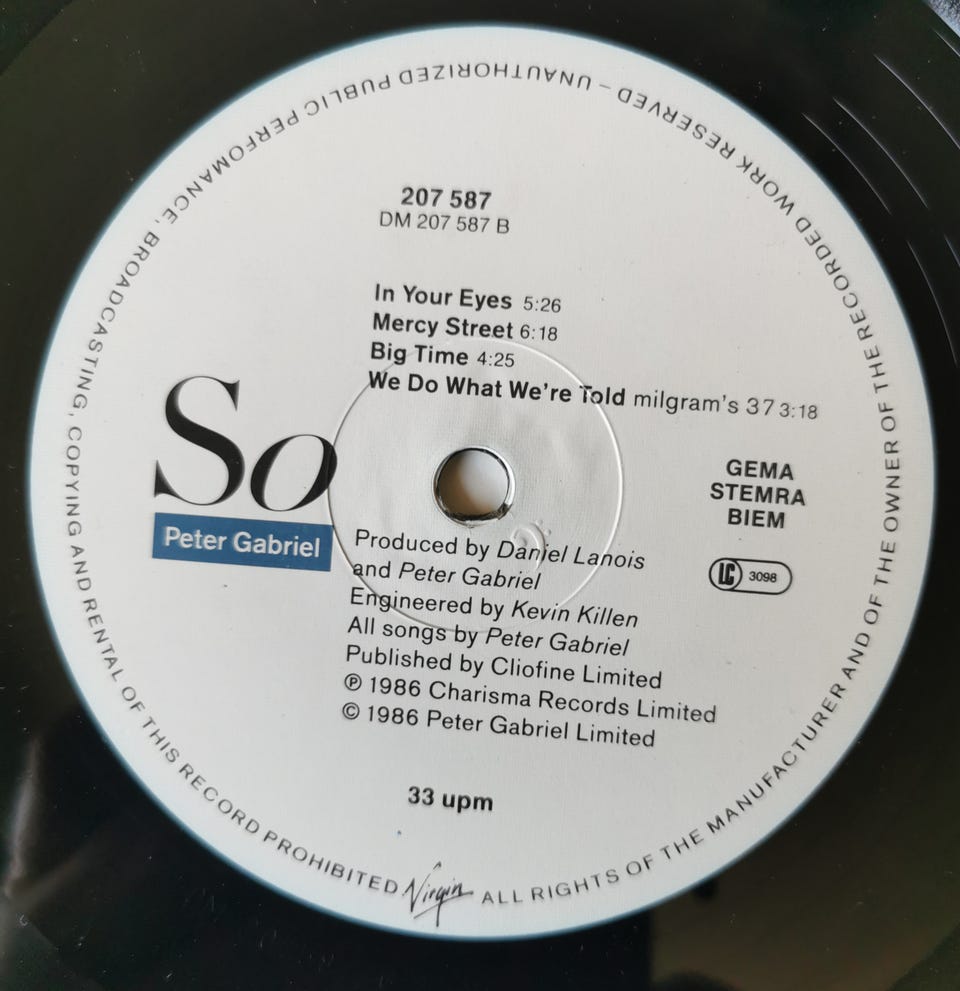 207 587
DM 207 587 B
In Your Eyes 5:26
Mercy Street 6:18
Big Time 4:25
We Do What We're Told milgram's 37 3:18
So
Peter Gabriel
GEMA
STEMRA
BIEM
LC 3098
Produced by Daniel Lanois
and Peter Gabriel
Engineered by Kevin Killen
All songs by Peter Gabriel
Published by Cliofine Limited
℗ 1986 Charisma Records Limited
© 1986 Peter Gabriel Limited
33 upm
Virgin
ALL RIGHTS OF THE MANUFACTURER AND OF THE OWNER OF THE RECORDED WORK RESERVED – UNAUTHORIZED PUBLIC PERFOMANCE, BROADCASTING, COPYING AND RENTAL OF THIS RECORD PROHIBITED